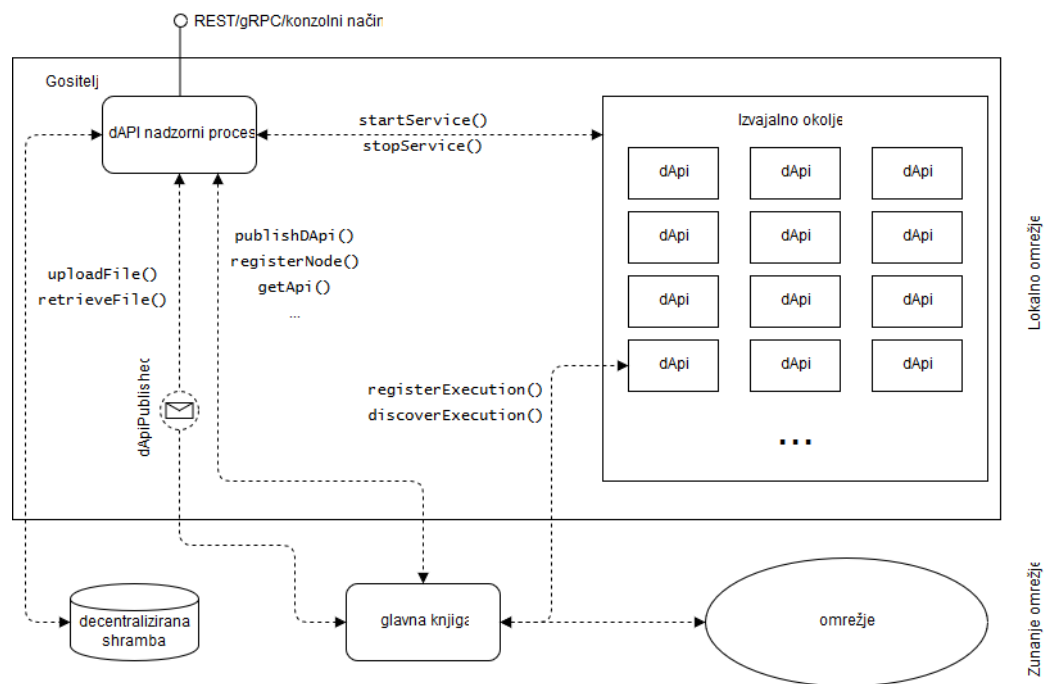 REST/gRPC/konzolni način
Gositelj
dAPI nadzorni proces
startService()
stopService()
Izvajalno okolje
dApi dApi dApi
dApi dApi dApi
dApi dApi dApi
dApi dApi dApi
...
publishDApi()
registerNode()
getApi()
...
uploadFile()
retrieveFile()
dApiPublished
registerExecution()
discoverExecution()
Lokalno omrežje
decentralizirana
shramba
glavna knjiga
omrežje
Zunanje omrežje